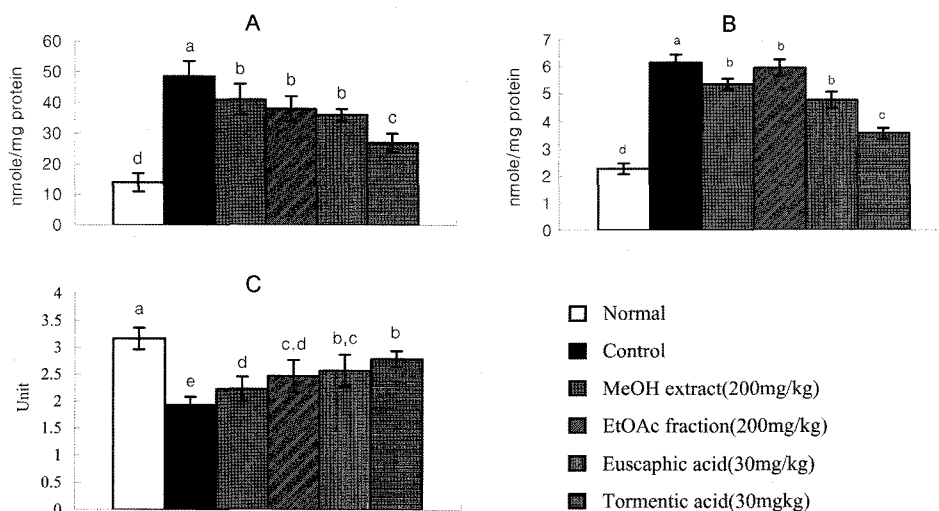 A
nmole/mg protein
60
50
40
30
20
10
0
d
a
b
b
b
c
B
nmole/mg protein
7
6
5
4
3
2
1
0
d
a
b
b
b
c
C
Unit
4
3.5
3
2.5
2
1.5
1
0.5
0
a
e
d
c.d
b,c
b
Normal
Control
MeOH extract(200mg/kg)
EtOAc fraction(200mg/kg)
Euscaphic acid(30mg/kg)
Tormentic acid(30mgkg)